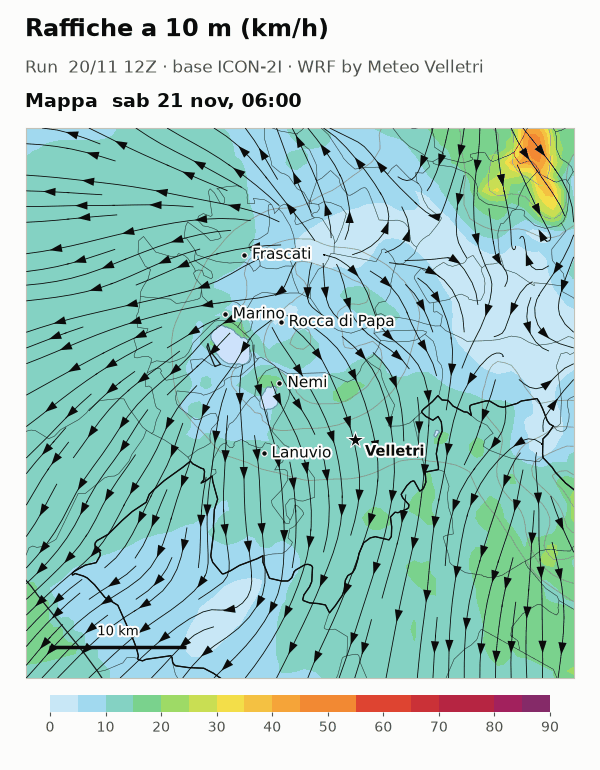 Raffiche a 10 m (km/h)
Run  20/11 12Z · base ICON-2I · WRF by Meteo Velletri
Mappa  sab 21 nov, 06:00
Frascati
Marino
Rocca di Papa
Nemi
Velletri
Lanuvio
10 km
0 10 20 30 40 50 60 70 80 90